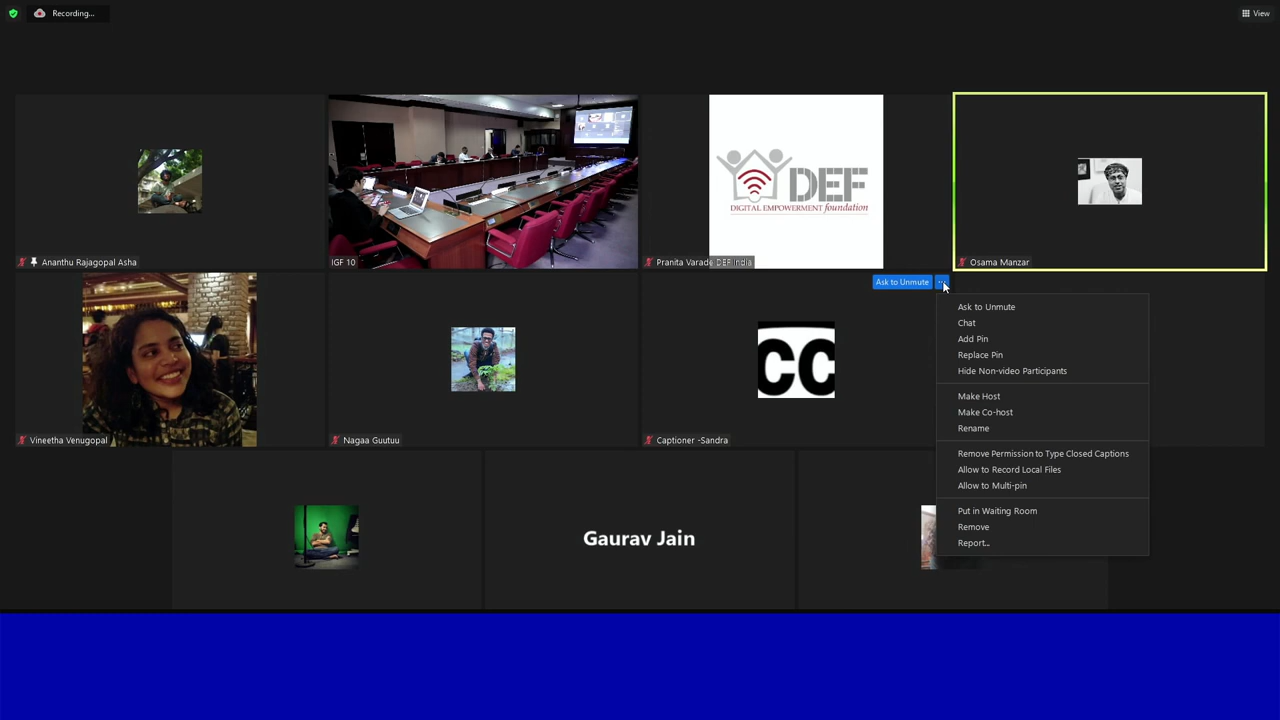 Recording...
View
DEF
DIGITAL EMPOWERMENT foundation
Ananthu Rajagopal Asha
IGF 10
Pranita Varade DEF India
Osama Manzar
Ask to Unmute
...
Ask to Unmute
Chat
Add Pin
Replace Pin
Hide Non-video Participants
Make Host
Make Co-host
Rename
Remove Permission to Type Closed Captions
Allow to Record Local Files
Allow to Multi-pin
Put in Waiting Room
Remove
Report...
CC
Vineetha Venugopal
Nagaa Guutuu
Captioner -Sandra
Gaurav Jain